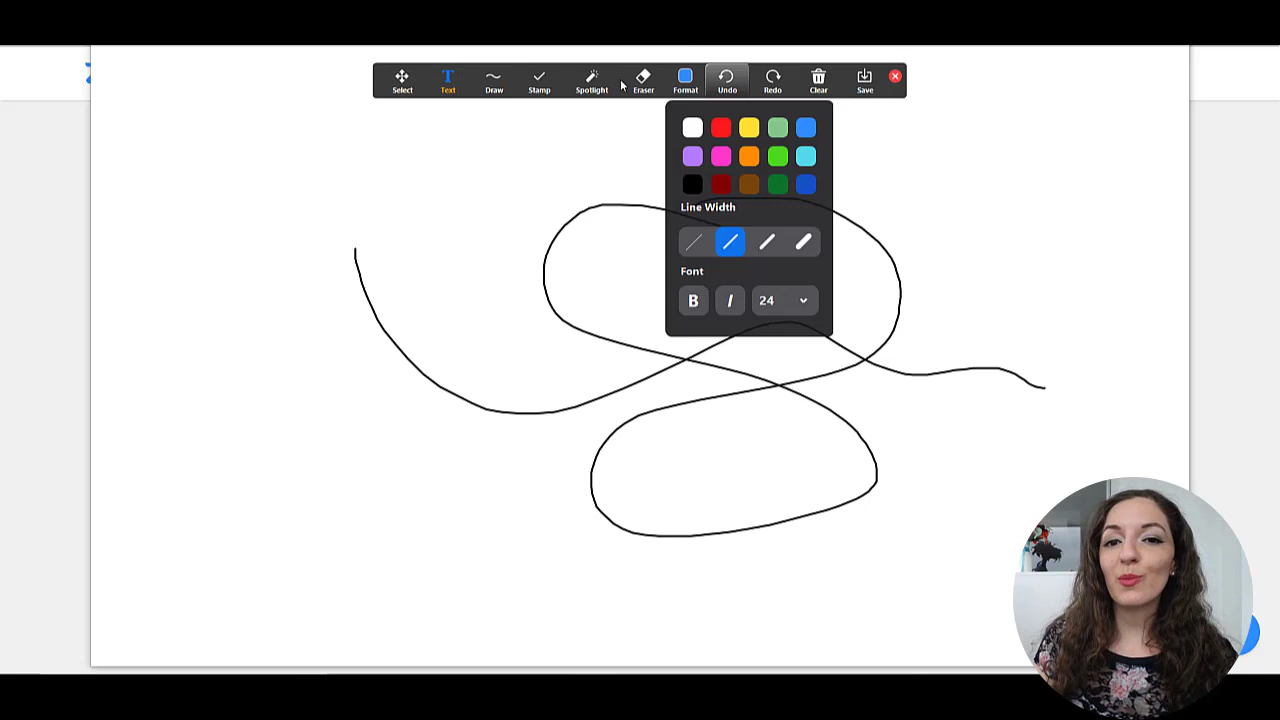 Select Text Draw Stamp Spotlight Eraser Format Undo Redo Clear Save
Line Width
Font
B I 24